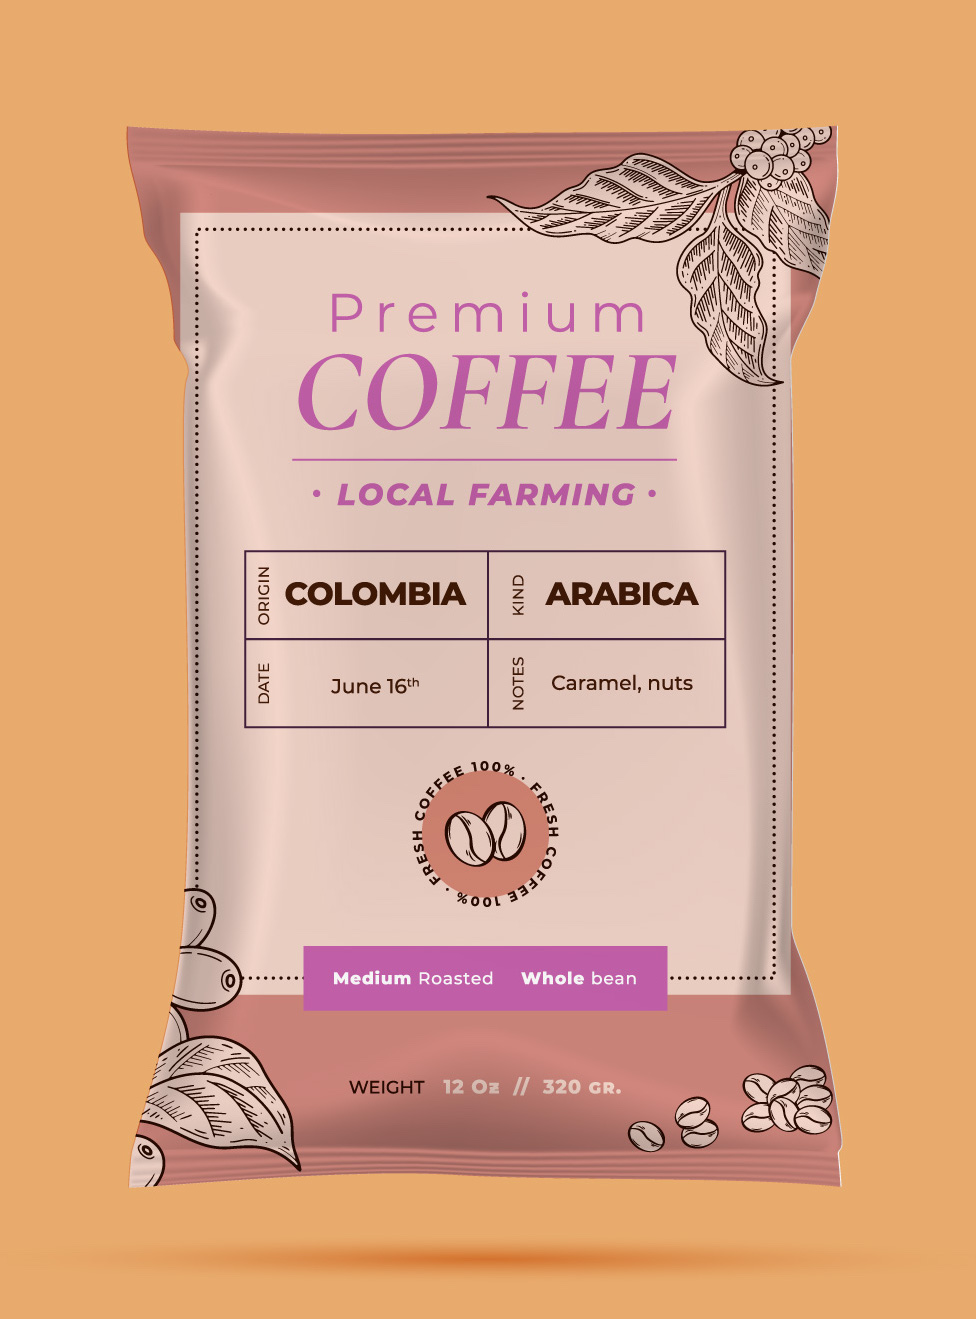 Premium
COFFEE
• LOCAL FARMING •
ORIGIN COLOMBIA
KIND ARABICA
DATE June 16th
NOTES Caramel, nuts
FRESH COFFEE 100% · FRESH COFFEE 100% ·
Medium Roasted Whole bean
WEIGHT 12 Oz // 320 GR.